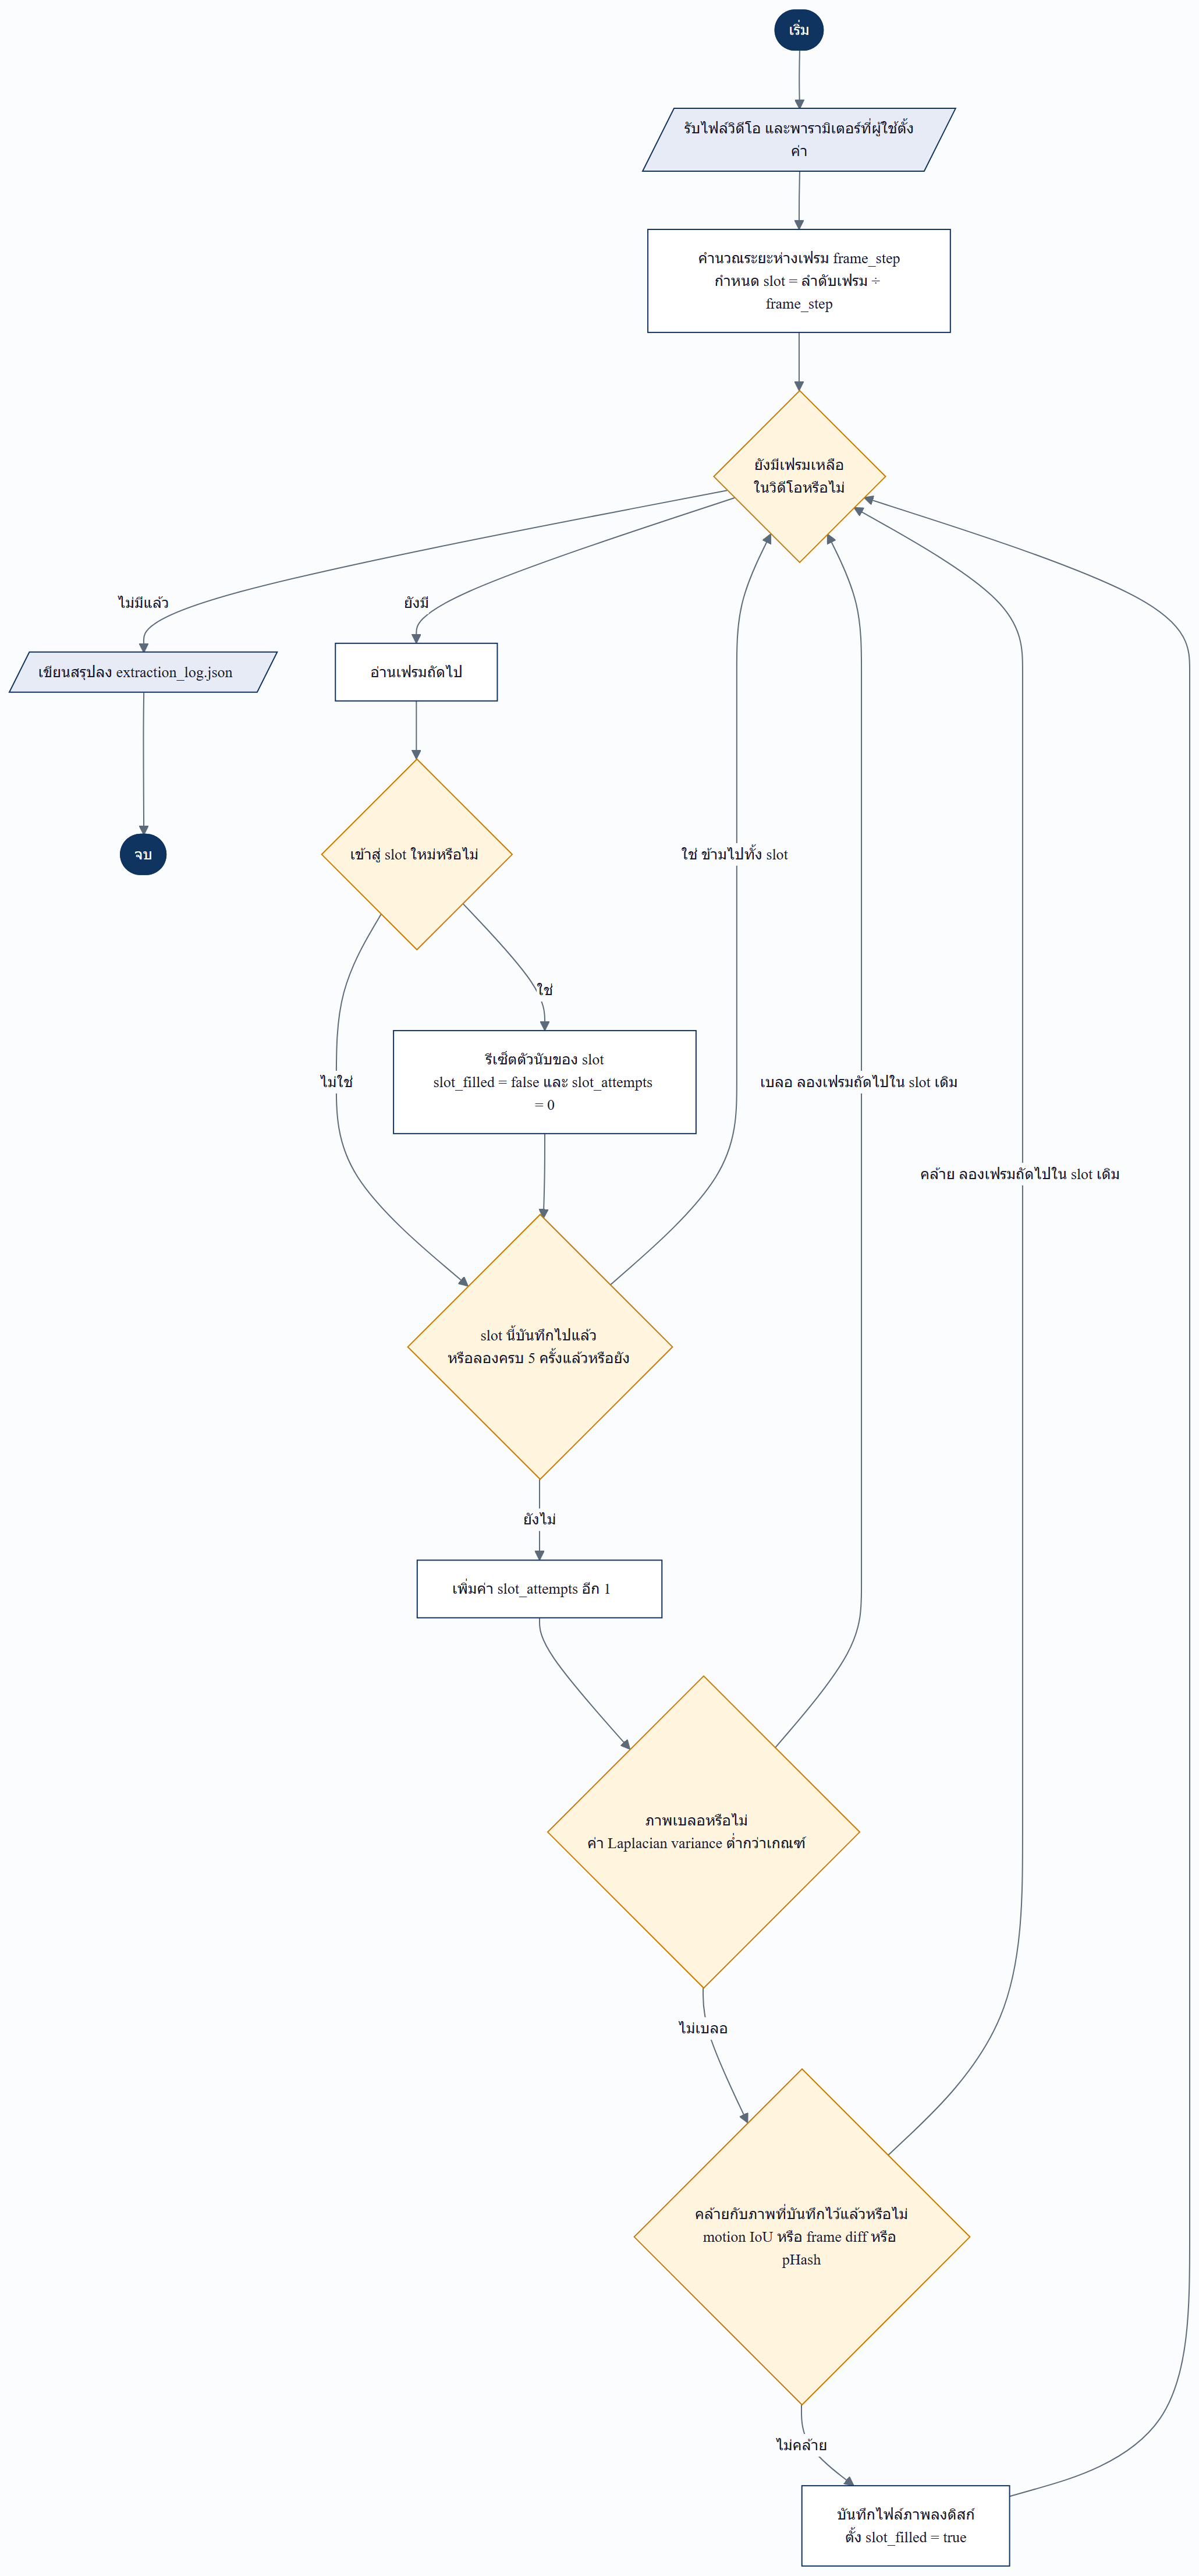 เริ่ม
รับไฟล์วิดีโอ และพารามิเตอร์ที่ผู้ใช้ตั้ง
ค่า
คำนวณระยะห่างเฟรม frame_step
กำหนด slot = ลำดับเฟรม ÷
frame_step
ยังมีเฟรมเหลือ
ในวิดีโอหรือไม่
ไม่มีแล้ว
ยังมี
เขียนสรุปลง extraction_log.json
อ่านเฟรมถัดไป
จบ
เข้าสู่ slot ใหม่หรือไม่
ใช่ ข้ามไปทั้ง slot
ใช่
รีเซ็ตตัวนับของ slot
slot_filled = false และ slot_attempts
= 0
ไม่ใช่
เบลอ ลองเฟรมถัดไปใน slot เดิม
คล้าย ลองเฟรมถัดไปใน slot เดิม
slot นี้บันทึกไปแล้ว
หรือลองครบ 5 ครั้งแล้วหรือยัง
ยังไม่
เพิ่มค่า slot_attempts อีก 1
ภาพเบลอหรือไม่
ค่า Laplacian variance ต่ำกว่าเกณฑ์
ไม่เบลอ
คล้ายกับภาพที่บันทึกไว้แล้วหรือไม่
motion IoU หรือ frame diff หรือ
pHash
ไม่คล้าย
บันทึกไฟล์ภาพลงดิสก์
ตั้ง slot_filled = true